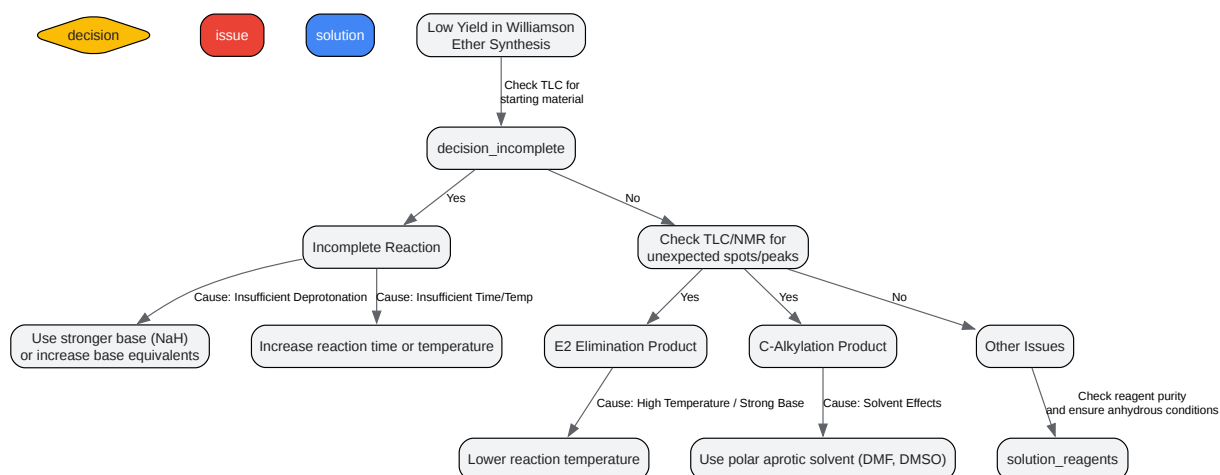 decision
issue
solution
Low Yield in Williamson
Ether Synthesis
Check TLC for
starting material
decision_incomplete
Yes
No
Incomplete Reaction
Check TLC/NMR for
unexpected spots/peaks
Cause: Insufficient Deprotonation
Cause: Insufficient Time/Temp
Yes
Yes
No
Use stronger base (NaH)
or increase base equivalents
Increase reaction time or temperature
E2 Elimination Product
C-Alkylation Product
Other Issues
Cause: High Temperature / Strong Base
Cause: Solvent Effects
Check reagent purity
and ensure anhydrous conditions
Lower reaction temperature
Use polar aprotic solvent (DMF, DMSO)
solution_reagents